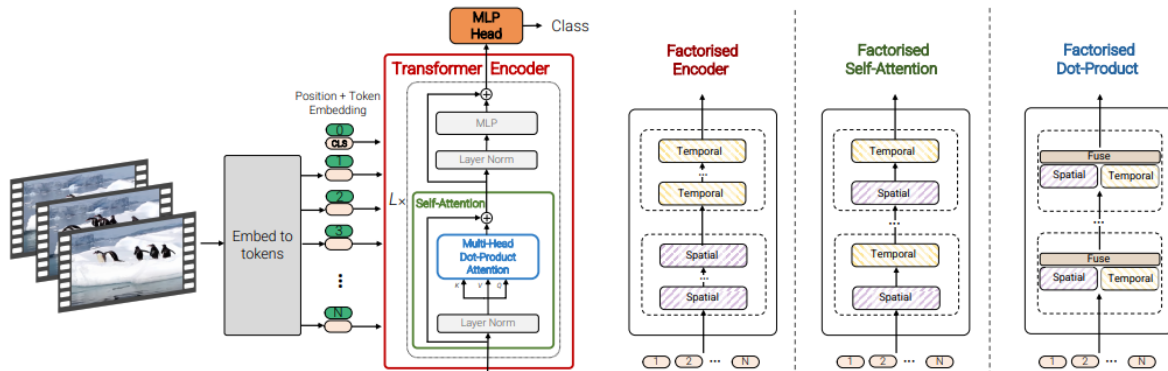 MLP
Head
Class
Transformer Encoder
Position + Token
Embedding
0
CLS
1
2
3
N
Embed to
tokens
L×
MLP
Layer Norm
Self-Attention
Multi-Head
Dot-Product
Attention
K V Q
Layer Norm
Factorised
Encoder
Temporal
...
Temporal
Spatial
...
Spatial
1 2 ... N
Factorised
Self-Attention
Temporal
Spatial
...
Temporal
Spatial
1 2 ... N
Factorised
Dot-Product
Fuse
Spatial Temporal
...
Fuse
Spatial Temporal
1 2 ... N